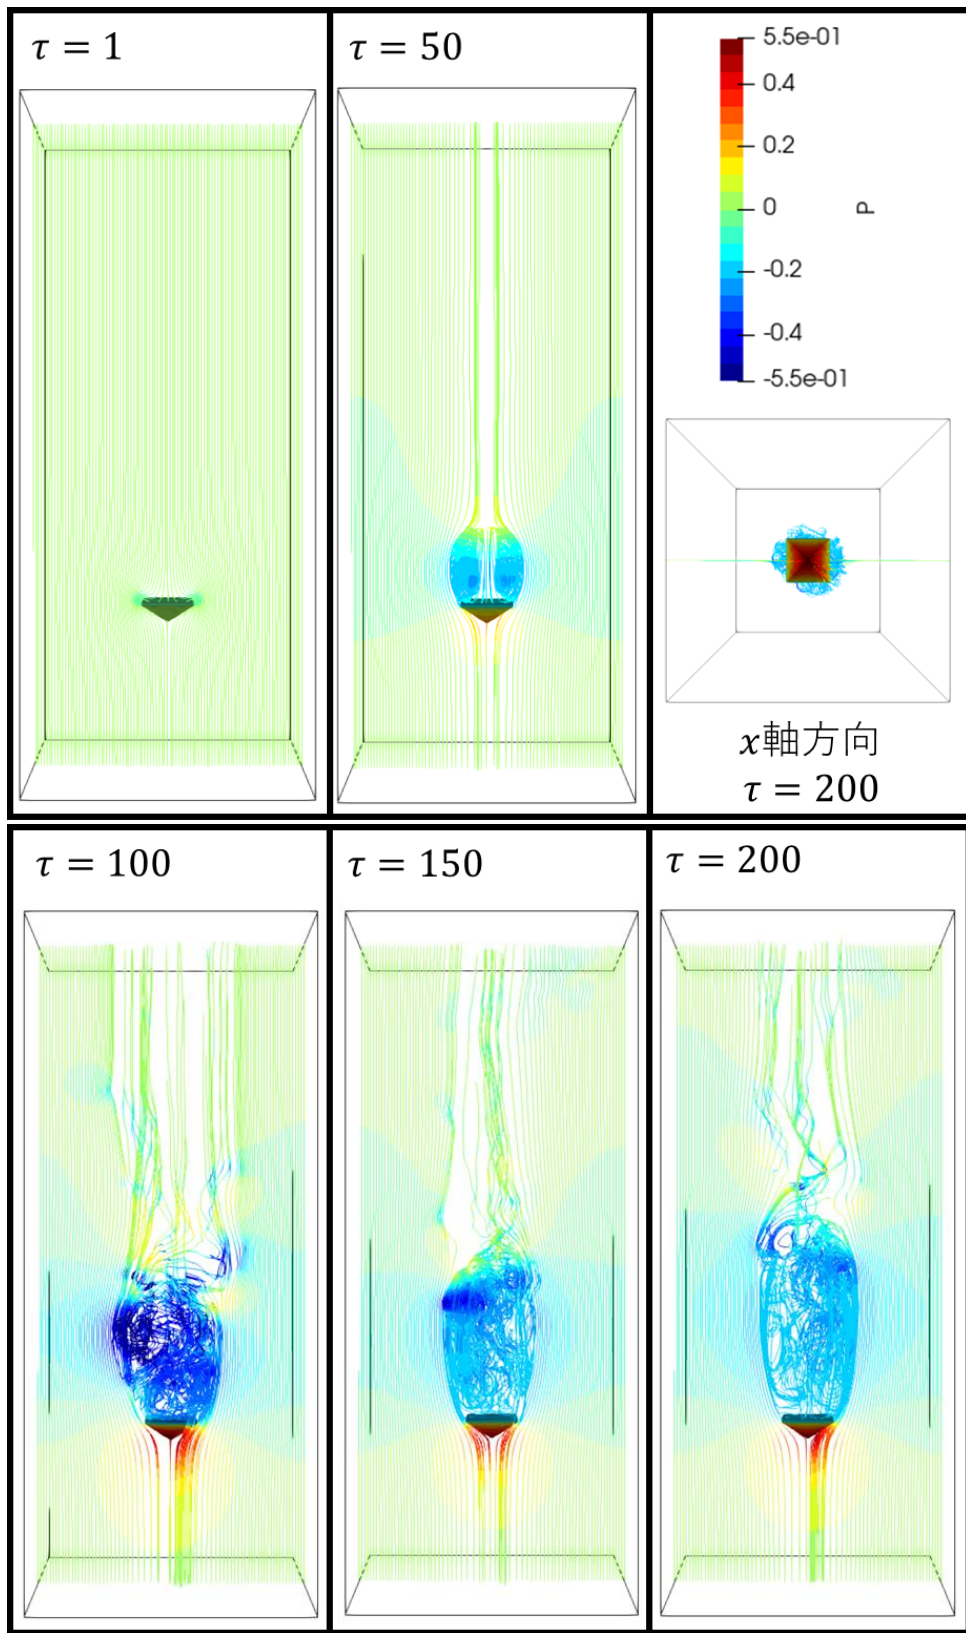 τ = 1
τ = 50
5.5e-01
0.4
0.2
0
P
-0.2
-0.4
-5.5e-01
x軸方向
τ = 200
τ = 100
τ = 150
τ = 200